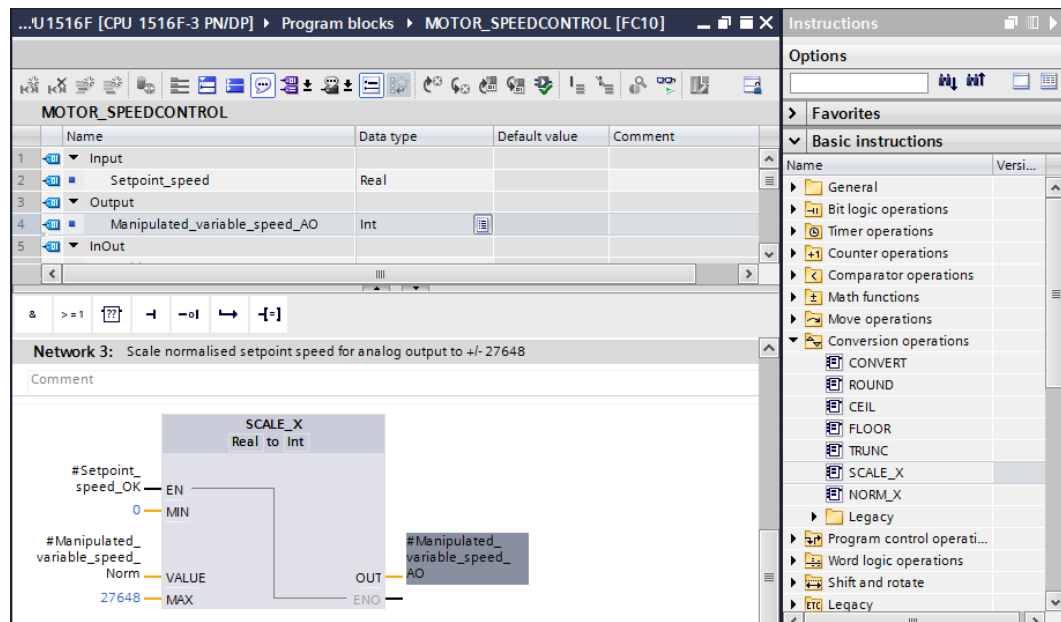 ...'U1516F [CPU 1516F-3 PN/DP] ▸ Program blocks ▸ MOTOR_SPEEDCONTROL [FC10]
Instructions
Options
MOTOR_SPEEDCONTROL
Name Data type Default value Comment
1 Input
2 Setpoint_speed Real
3 Output
4 Manipulated_variable_speed_AO Int
5 InOut
& >=1 ?? -o| -[=]
Network 3: Scale normalised setpoint speed for analog output to +/- 27648
Comment
SCALE_X
Real to Int
#Setpoint_
speed_OK EN
0 MIN
#Manipulated_
variable_speed_
Norm VALUE
27648 MAX
OUT
ENO
#Manipulated_
variable_speed_
AO
Favorites
Basic instructions
Name Versi...
General
Bit logic operations
Timer operations
Counter operations
Comparator operations
Math functions
Move operations
Conversion operations
CONVERT
ROUND
CEIL
FLOOR
TRUNC
SCALE_X
NORM_X
Legacy
Program control operati...
Word logic operations
Shift and rotate
Legacy